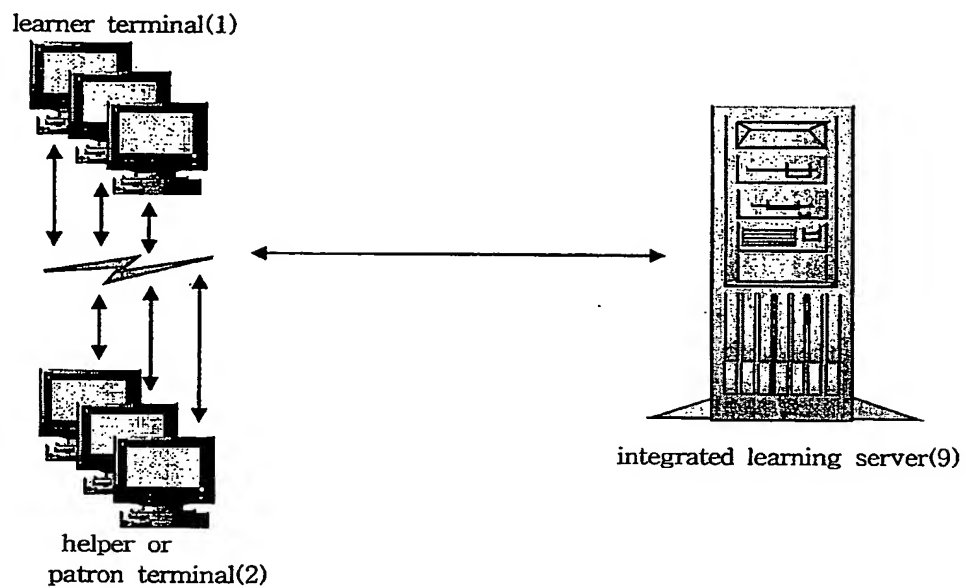 learner terminal(1)
integrated learning server(9)
helper or
patron terminal(2)